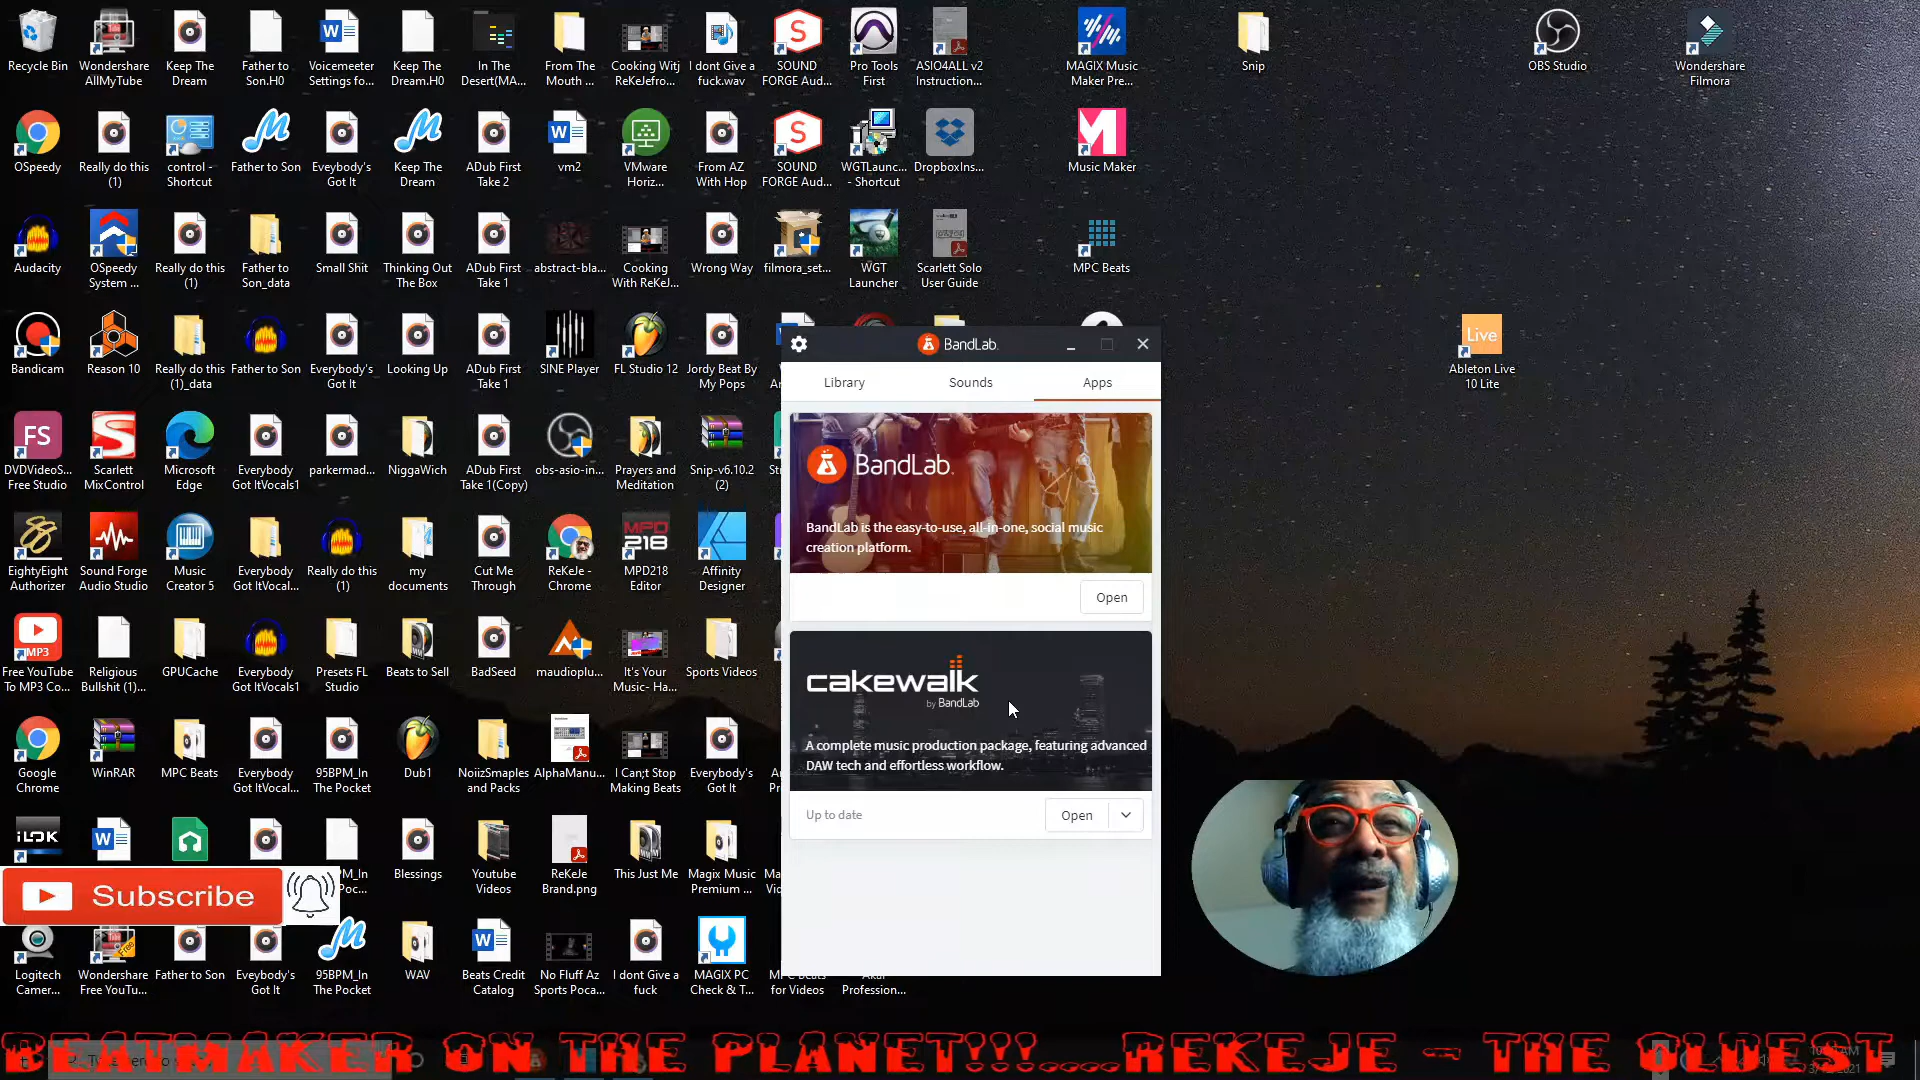 Recycle Bin
Wondershare AllMyTube
Keep The Dream
Father to Son.H0
Voicemeeter Settings fo...
Keep The Dream.H0
In The Desert(MA...
From The Mouth ...
Cooking Witj ReKeJefro...
I dont Give a fuck.wav
SOUND FORGE Aud...
Pro Tools First
ASIO4ALL v2 Instruction...
MAGIX Music Maker Pre...
Snip
OBS Studio
Wondershare Filmora
OSpeedy
Really do this (1)
control - Shortcut
Father to Son
Eveybody's Got It
Keep The Dream
ADub First Take 2
vm2
VMware Horiz...
From AZ With Hop
SOUND FORGE Aud...
WGTLaunc... - Shortcut
DropboxIns...
Music Maker
Audacity
OSpeedy System ...
Really do this (1)
Father to Son_data
Small Shit
Thinking Out The Box
ADub First Take 1
abstract-bla...
Cooking With ReKeJ...
Wrong Way
filmora_set...
WGT Launcher
Scarlett Solo User Guide
MPC Beats
Bandicam
Reason 10
Really do this (1)_data
Father to Son
Everybody's Got It
Looking Up
ADub First Take 1
SINE Player
FL Studio 12
Jordy Beat By My Pops
Live
Ableton Live 10 Lite
BandLab
Library
Sounds
Apps
BandLab
BandLab is the easy-to-use, all-in-one, social music
creation platform.
Open
cakewalk
by BandLab
A complete music production package, featuring advanced
DAW tech and effortless workflow.
Up to date
Open
FS
DVDVideoS... Free Studio
Scarlett MixControl
Microsoft Edge
Everybody Got ItVocals1
parkermad...
NiggaWich
ADub First Take 1(Copy)
obs-asio-in...
Prayers and Meditation
Snip-v6.10.2 (2)
EightyEight Authorizer
Sound Forge Audio Studio
Music Creator 5
Everybody Got ItVocal...
Really do this (1)
my documents
Cut Me Through
ReKeJe - Chrome
MPD 218
MPD218 Editor
Affinity Designer
MP3
Free YouTube To MP3 Co...
Religious Bullshit (1)...
GPUCache
Everybody Got ItVocals1
Presets FL Studio
Beats to Sell
BadSeed
maudioplu...
It's Your Music- Ha...
Sports Videos
Google Chrome
WinRAR
MPC Beats
Everybody Got ItVocal...
95BPM_In The Pocket
Dub1
NoiizSmaples and Packs
AlphaManu...
I Can;t Stop Making Beats
Everybody's Got It
iLOK
Blessings
Youtube Videos
ReKeJe Brand.png
This Just Me
Magix Music Premium ...
Subscribe
Logitech Camer...
Wondershare Free YouTu...
Father to Son
Eveybody's Got It
95BPM_In The Pocket
WAV
Beats Credit Catalog
No Fluff Az Sports Poca...
I dont Give a fuck
MAGIX PC Check & T...
MPC Beats for Videos
Akai Profession...
BEATMAKER ON THE PLANET!!!....REKEJE - THE OLDEST